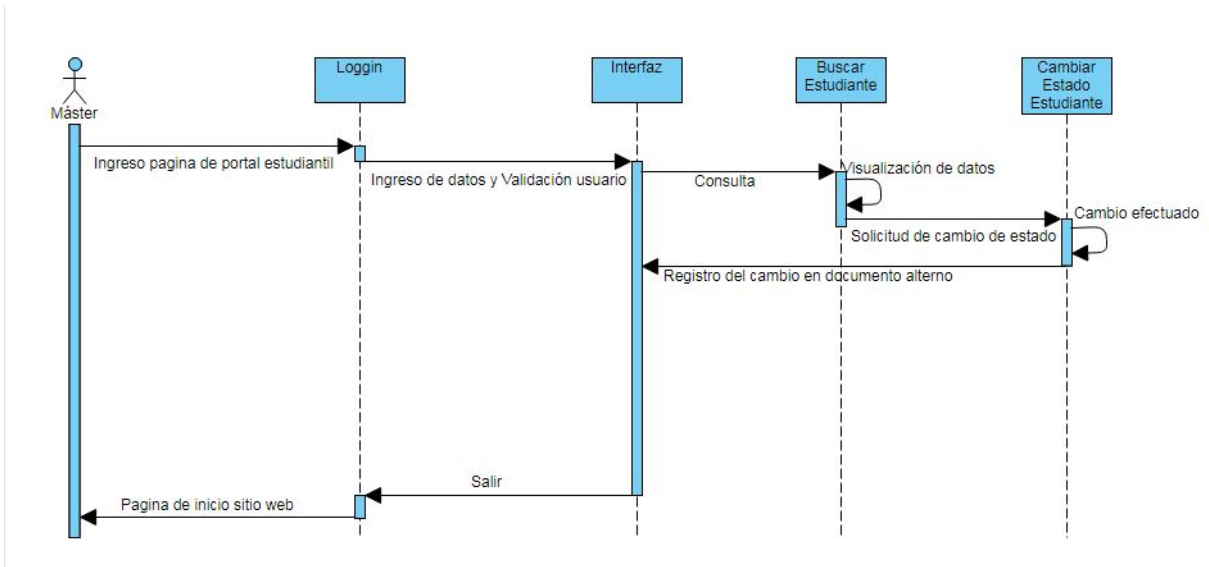 Máster
Loggin
Interfaz
Buscar
Estudiante
Cambiar
Estado
Estudiante
Ingreso pagina de portal estudiantil
Ingreso de datos y Validación usuario
Consulta
Visualización de datos
Solicitud de cambio de estado
Cambio efectuado
Registro del cambio en documento alterno
Salir
Pagina de inicio sitio web